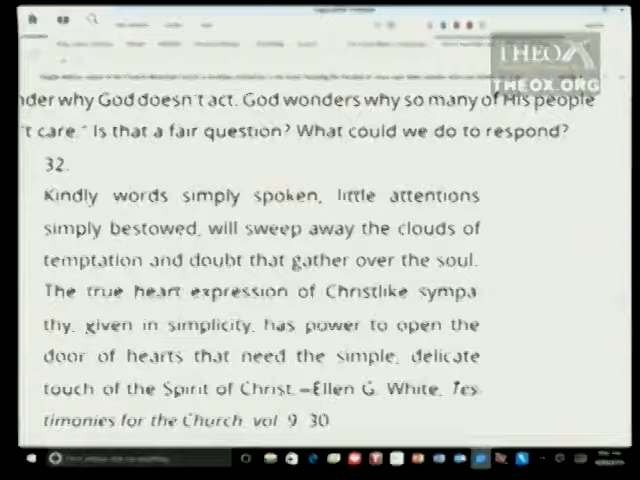 THEOX
THEOX.ORG
nder why God doesn't act. God wonders why so many of His people
't care." Is that a fair question? What could we do to respond?
32.
Kindly words simply spoken, little attentions
simply bestowed, will sweep away the clouds of
temptation and doubt that gather over the soul.
The true heart expression of Christlike sympa
thy, given in simplicity, has power to open the
door of hearts that need the simple, delicate
touch of the Spirit of Christ.—Ellen G. White, Tes
timonies for the Church, vol. 9, 30